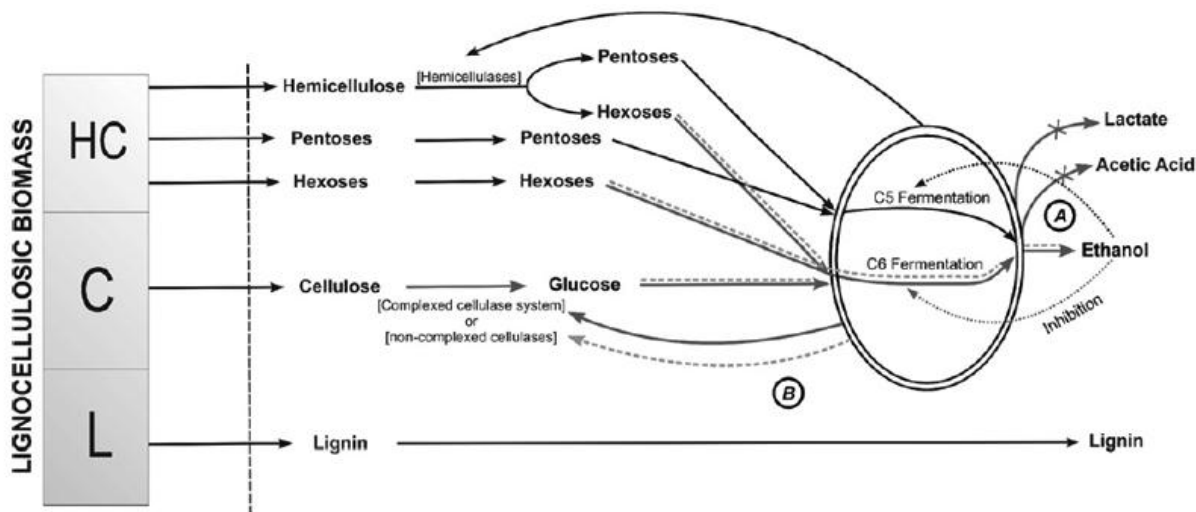 LIGNOCELLULOSIC BIOMASS
HC
C
L
Hemicellulose
[Hemicellulases]
Pentoses
Hexoses
Pentoses
Pentoses
Hexoses
Hexoses
Cellulose
Glucose
[Complexed cellulase system]
or
[non-complexed cellulases]
Lignin
Lignin
C5 Fermentation
C6 Fermentation
Lactate
Acetic Acid
A
Ethanol
Inhibition
B